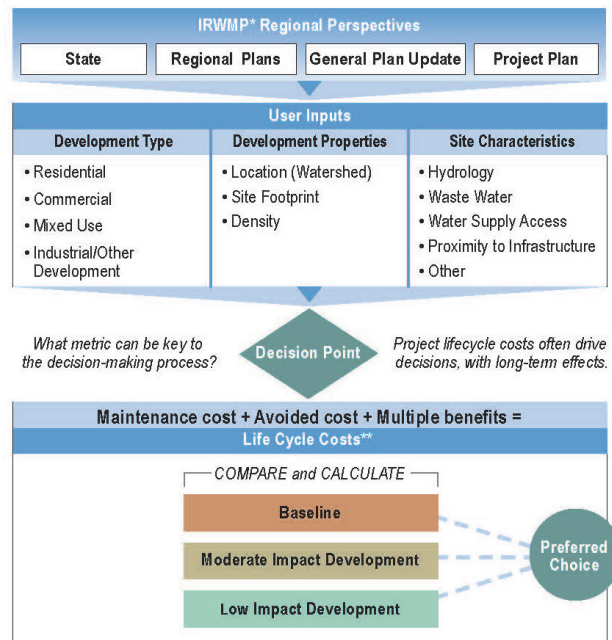 IRWMP* Regional Perspectives
State
Regional Plans
General Plan Update
Project Plan
User Inputs
Development Type
• Residential
• Commercial
• Mixed Use
• Industrial/Other
Development
Development Properties
• Location (Watershed)
• Site Footprint
• Density
Site Characteristics
• Hydrology
• Waste Water
• Water Supply Access
• Proximity to Infrastructure
• Other
What metric can be key to
the decision-making process?
Decision Point
Project lifecycle costs often drive
decisions, with long-term effects.
Maintenance cost + Avoided cost + Multiple benefits =
Life Cycle Costs**
COMPARE and CALCULATE
Baseline
Moderate Impact Development
Low Impact Development
Preferred
Choice